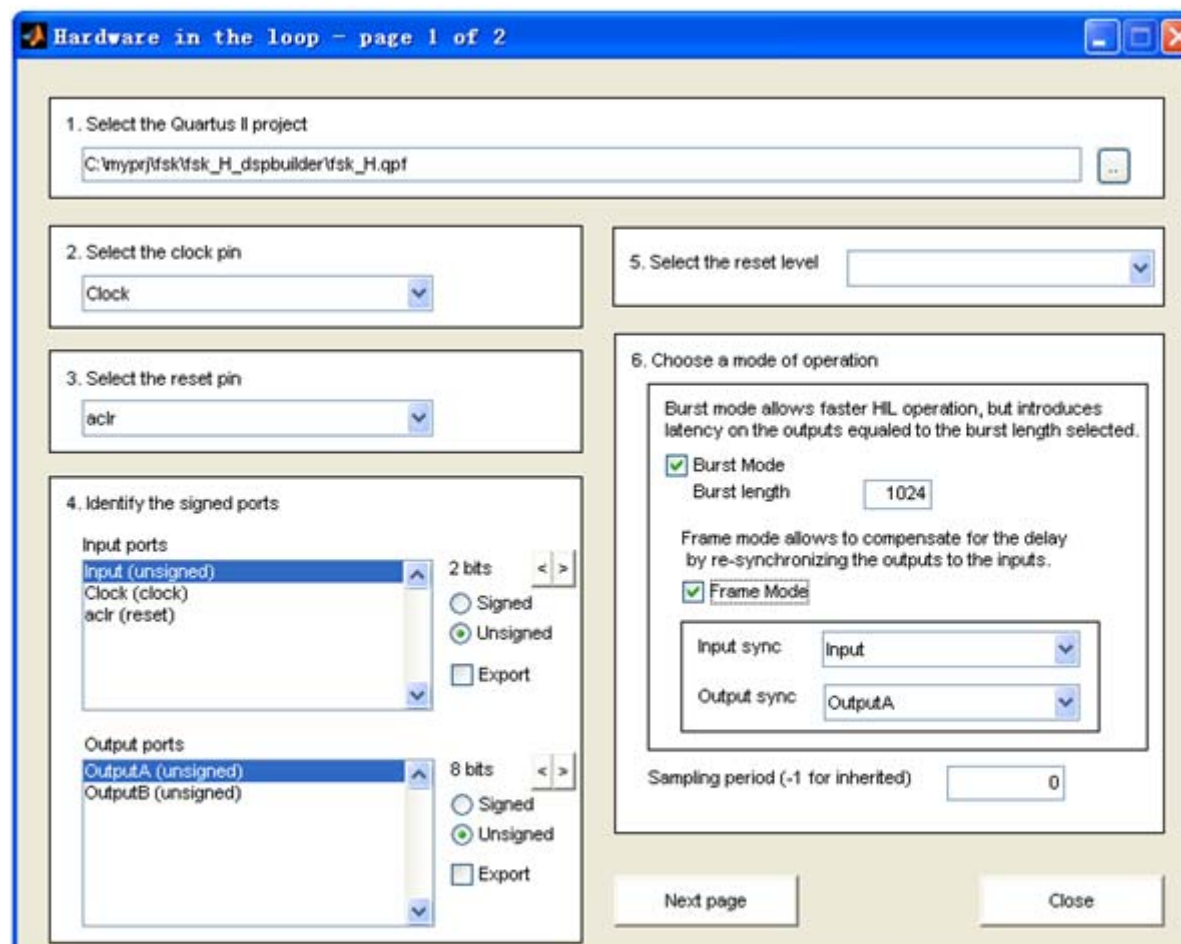 Hardware in the loop - page 1 of 2
1. Select the Quartus II project
C:\myprj\fsk\fsk_H_dspbuilder\fsk_H.qpf
..
2. Select the clock pin
Clock
3. Select the reset pin
aclr
4. Identify the signed ports
Input ports
Input (unsigned)
Clock (clock)
aclr (reset)
2 bits
< >
Signed
Unsigned
Export
Output ports
OutputA (unsigned)
OutputB (unsigned)
8 bits
< >
Signed
Unsigned
Export
5. Select the reset level
6. Choose a mode of operation
Burst mode allows faster HIL operation, but introduces
latency on the outputs equaled to the burst length selected.
Burst Mode
Burst length
1024
Frame mode allows to compensate for the delay
by re-synchronizing the outputs to the inputs.
Frame Mode
Input sync
Input
Output sync
OutputA
Sampling period (-1 for inherited)
0
Next page
Close